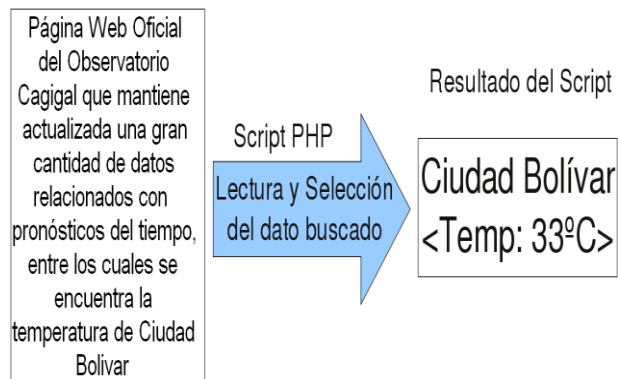 Página Web Oficial
del Observatorio
Cagigal que mantiene
actualizada una gran
cantidad de datos
relacionados con
pronósticos del tiempo,
entre los cuales se
encuentra la
temperatura de Ciudad
Bolivar
Script PHP
Lectura y Selección
del dato buscado
Resultado del Script
Ciudad Bolívar
<Temp: 33ºC>